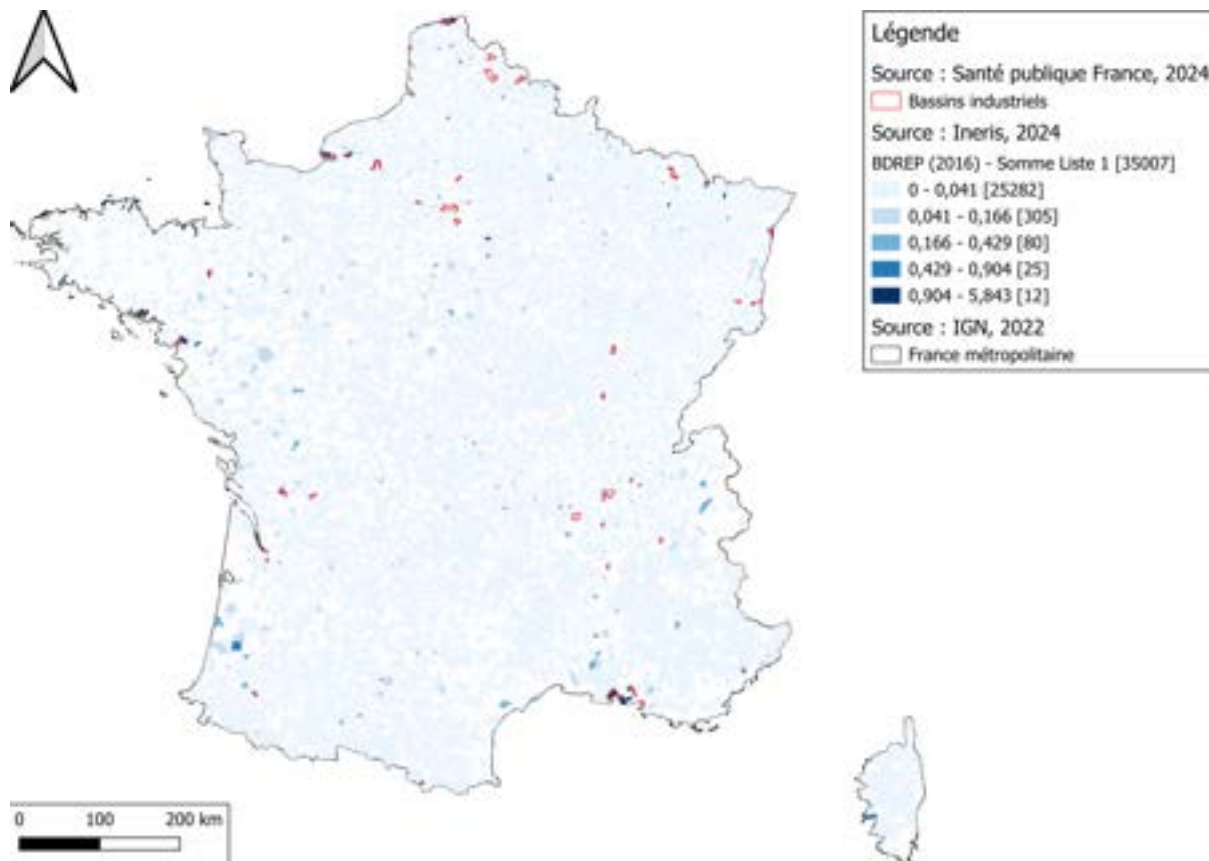 Légende
Source : Santé publique France, 2024
Bassins industriels
Source : Ineris, 2024
BDREP (2016) - Somme Liste 1 [35007]
0 - 0,041 [25282]
0,041 - 0,166 [305]
0,166 - 0,429 [80]
0,429 - 0,904 [25]
0,904 - 5,843 [12]
Source : IGN, 2022
France métropolitaine
0 100 200 km